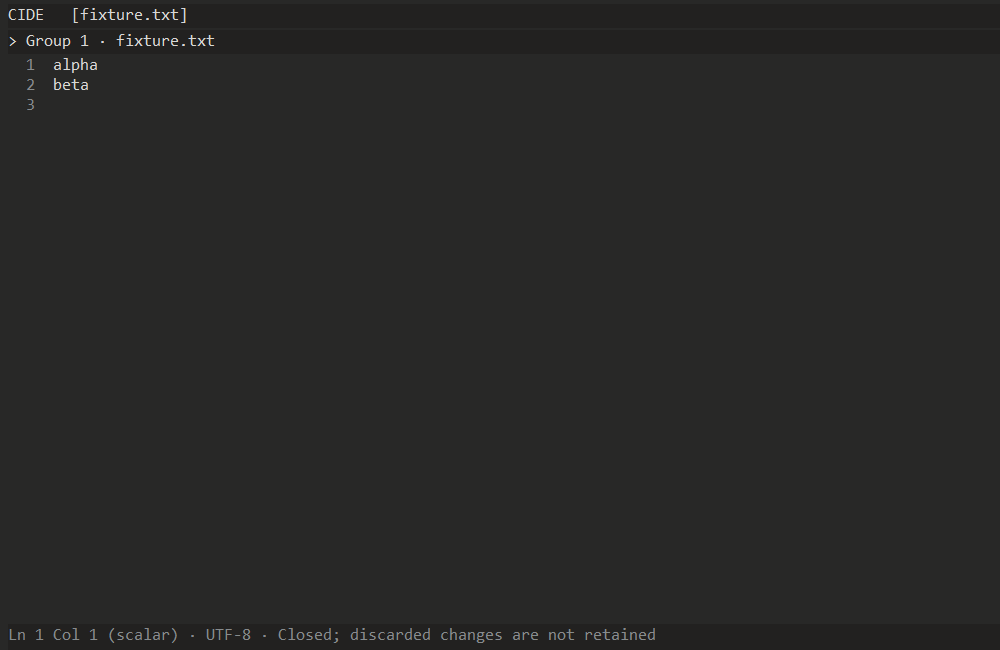 CIDE   [fixture.txt]
> Group 1 · fixture.txt
1  alpha
2  beta
3
Ln 1 Col 1 (scalar) · UTF-8 · Closed; discarded changes are not retained